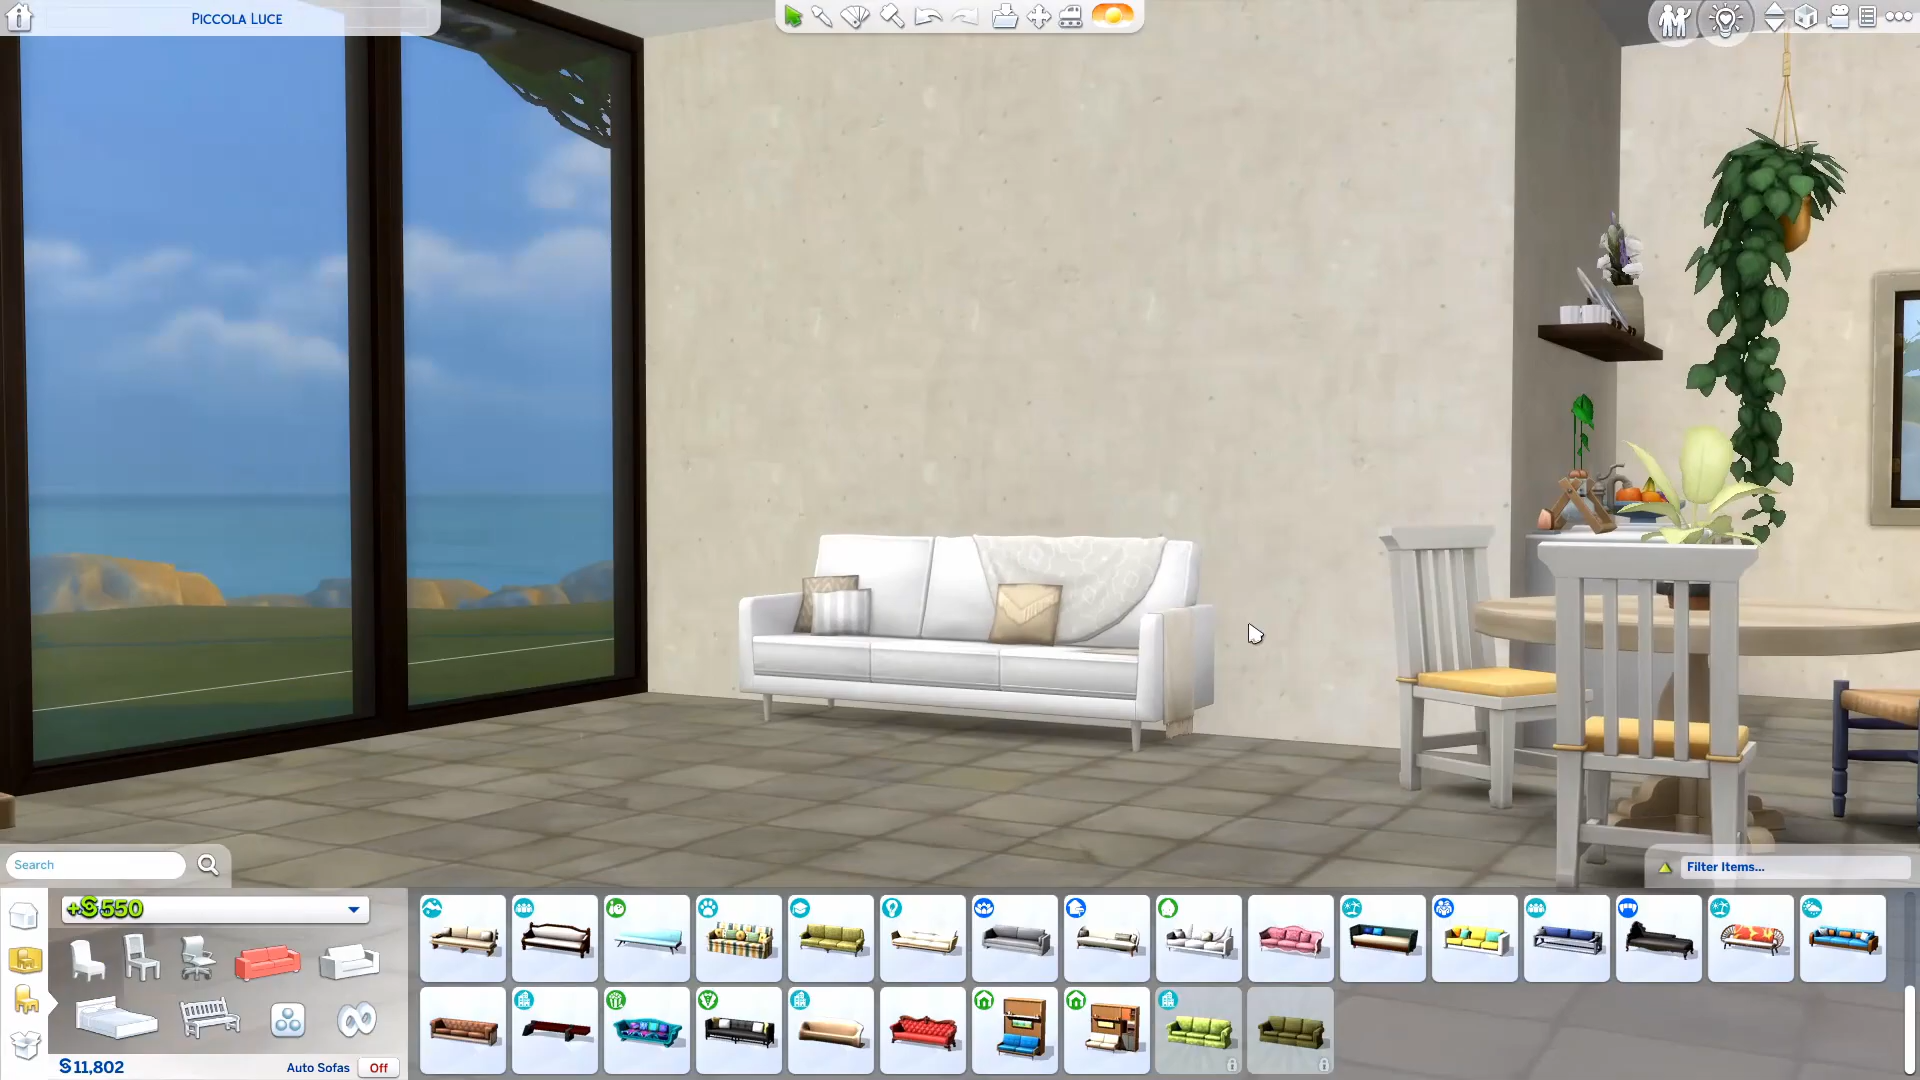 Piccola Luce
Search
Filter Items...
+§550
§11,802
Auto Sofas
Off